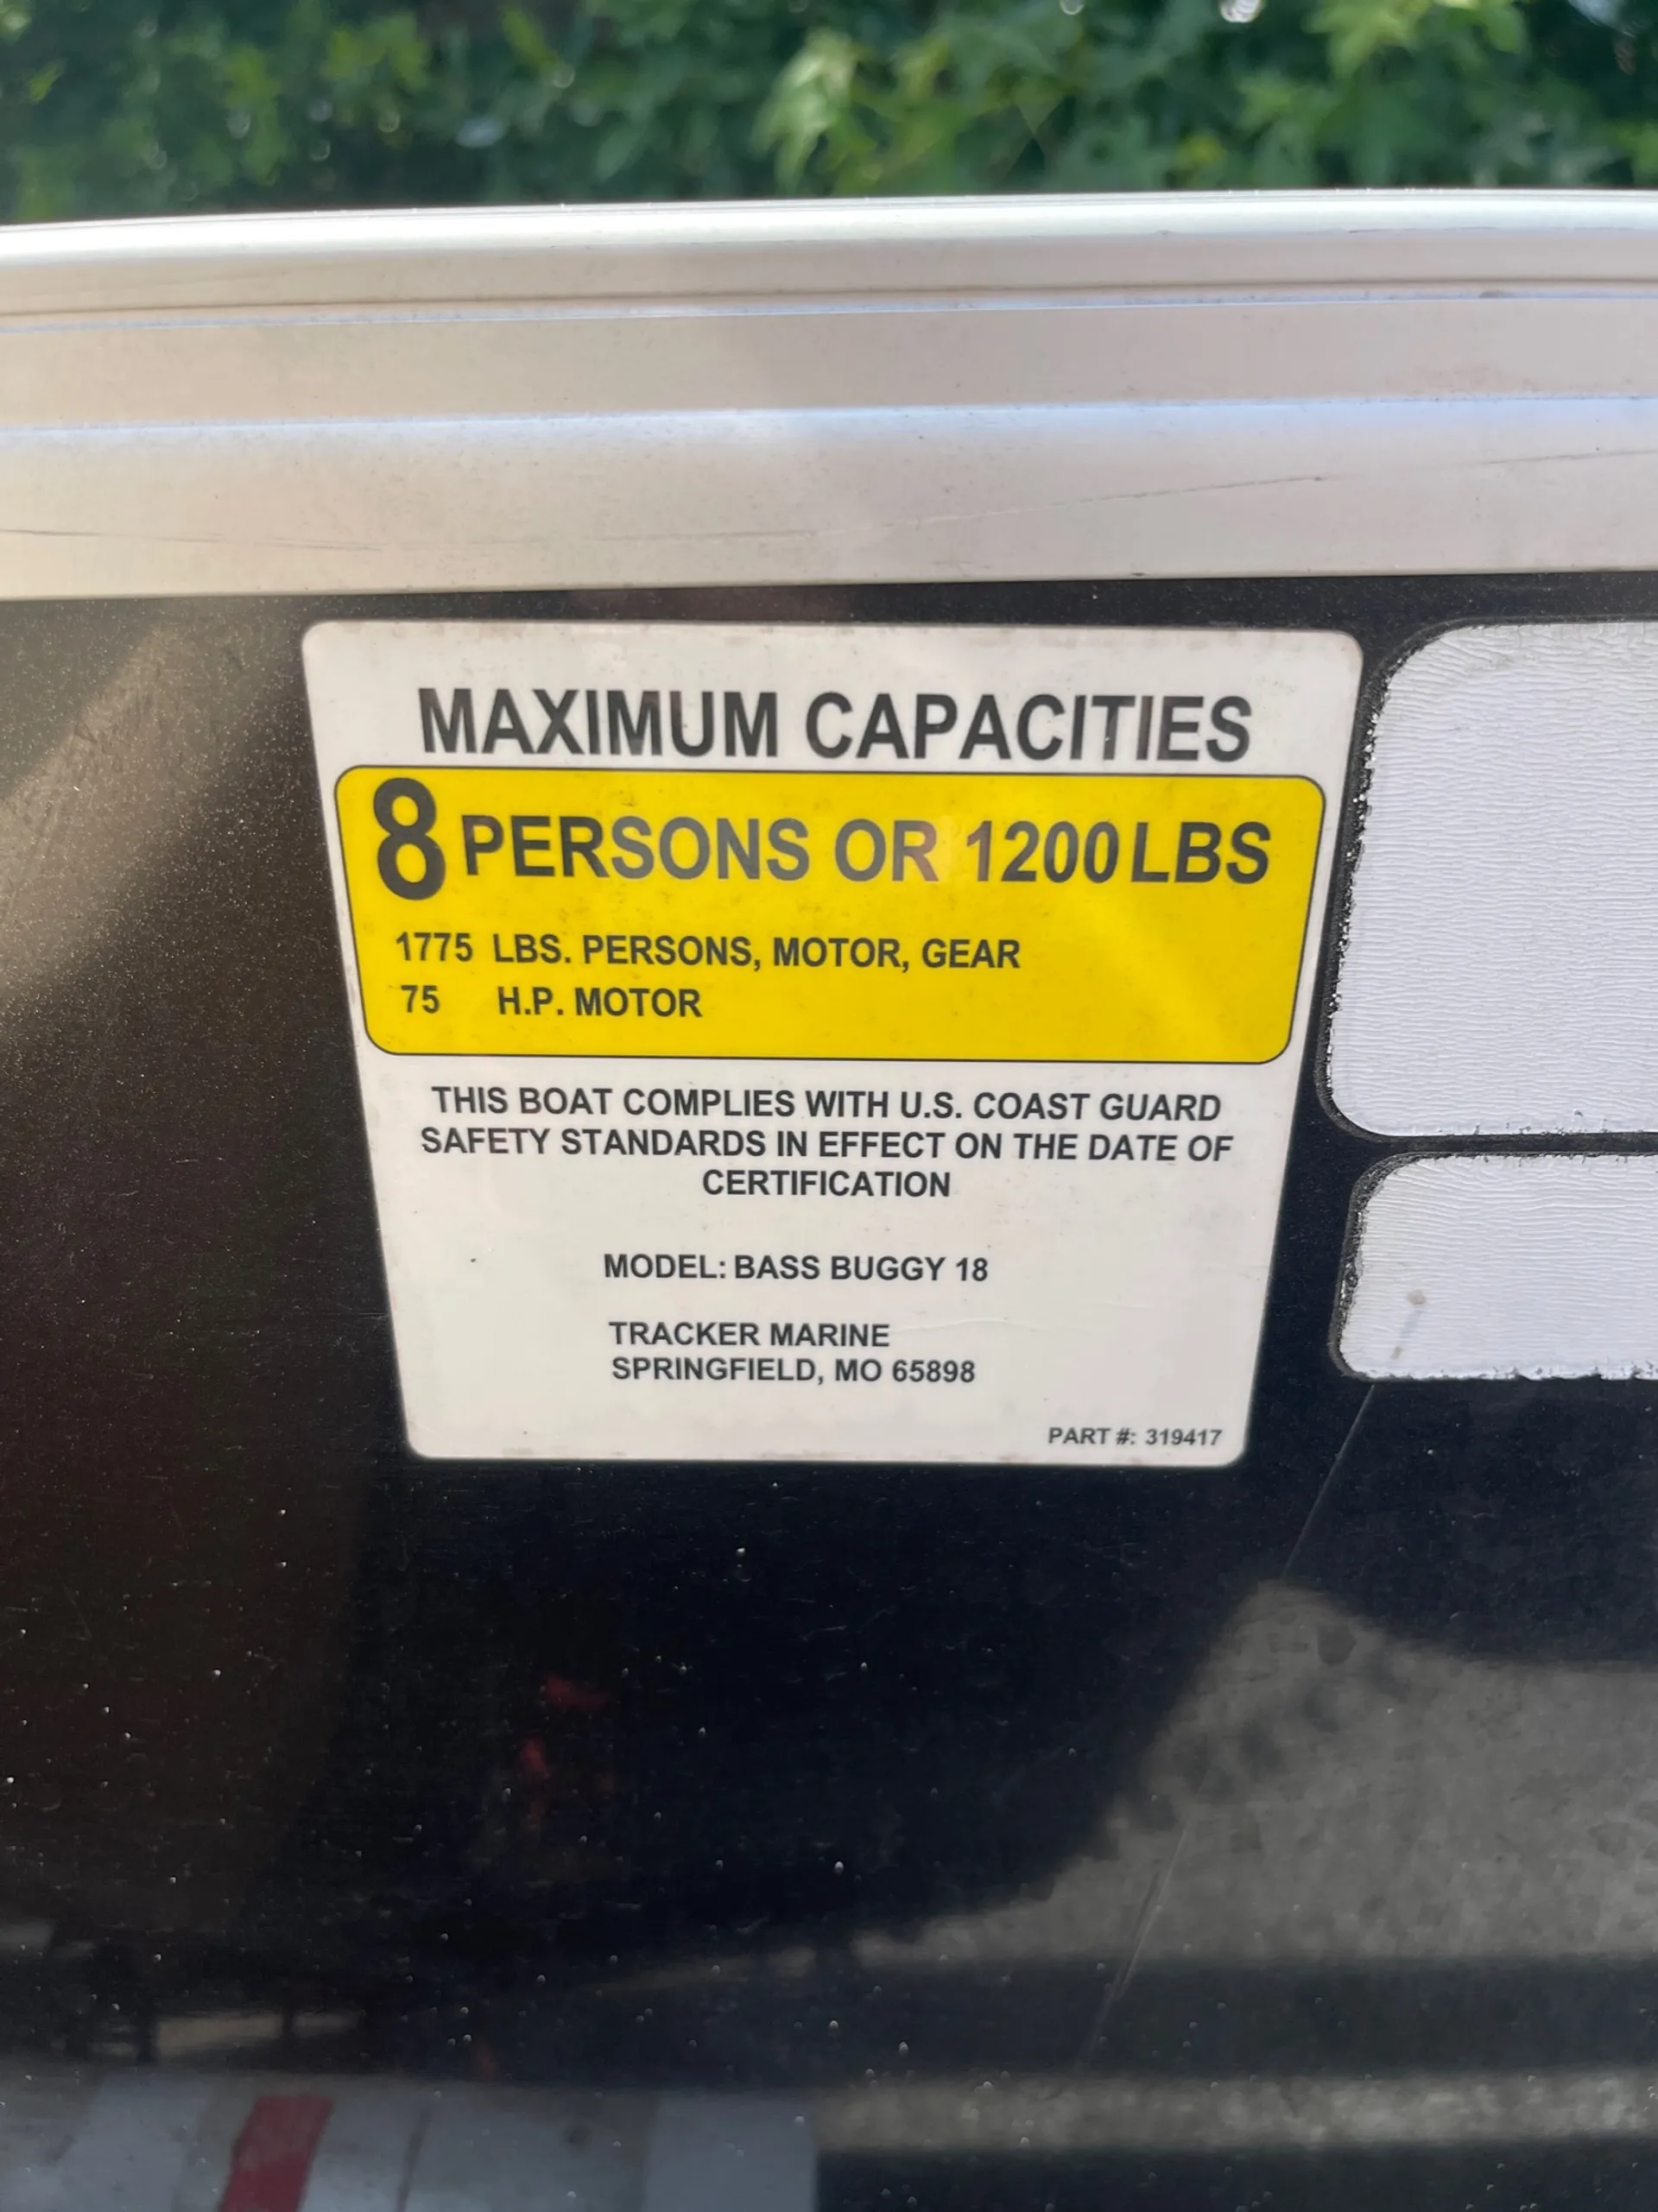 MAXIMUM CAPACITIES
8 PERSONS OR 1200 LBS
1775 LBS. PERSONS, MOTOR, GEAR
75 H.P. MOTOR
THIS BOAT COMPLIES WITH U.S. COAST GUARD
SAFETY STANDARDS IN EFFECT ON THE DATE OF
CERTIFICATION
MODEL: BASS BUGGY 18
TRACKER MARINE
SPRINGFIELD, MO 65898
PART #: 319417